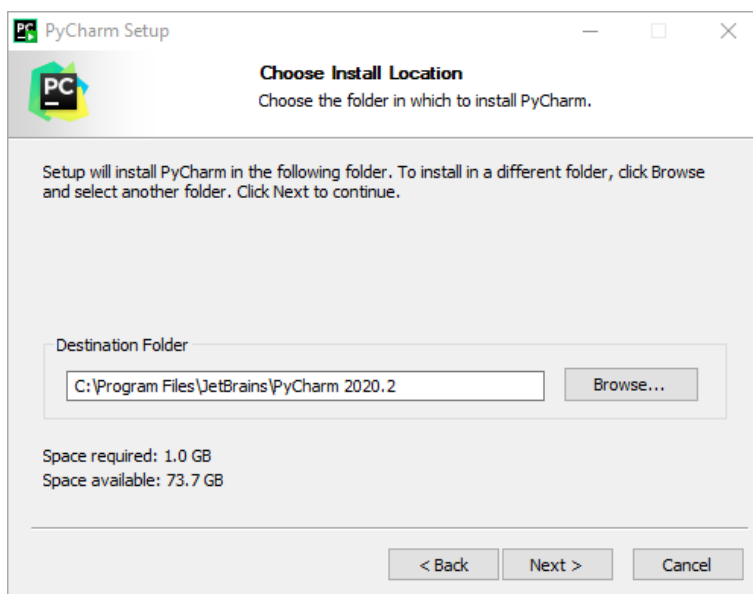 PyCharm Setup
PC
Choose Install Location
Choose the folder in which to install PyCharm.
Setup will install PyCharm in the following folder. To install in a different folder, click Browse
and select another folder. Click Next to continue.
Destination Folder
C:\Program Files\JetBrains\PyCharm 2020.2
Browse...
Space required: 1.0 GB
Space available: 73.7 GB
< Back
Next >
Cancel